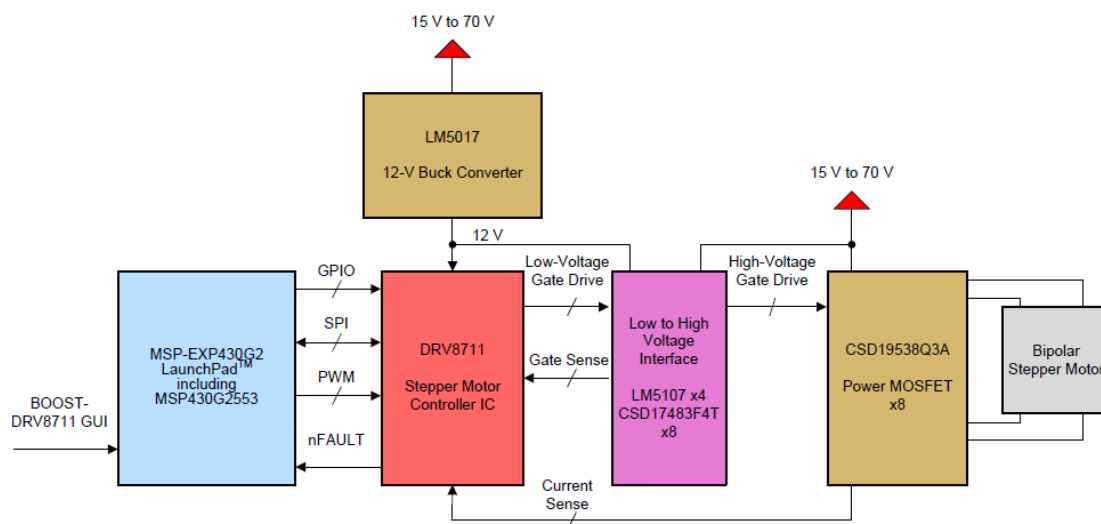 15 V to 70 V
LM5017
12-V Buck Converter
15 V to 70 V
12 V
GPIO
SPI
PWM
nFAULT
BOOST-
DRV8711 GUI
MSP-EXP430G2
LaunchPad™
including
MSP430G2553
DRV8711
Stepper Motor
Controller IC
Low-Voltage
Gate Drive
Gate Sense
Low to High
Voltage
Interface
LM5107 x4
CSD17483F4T
x8
High-Voltage
Gate Drive
CSD19538Q3A
Power MOSFET
x8
Bipolar
Stepper Motor
Current
Sense